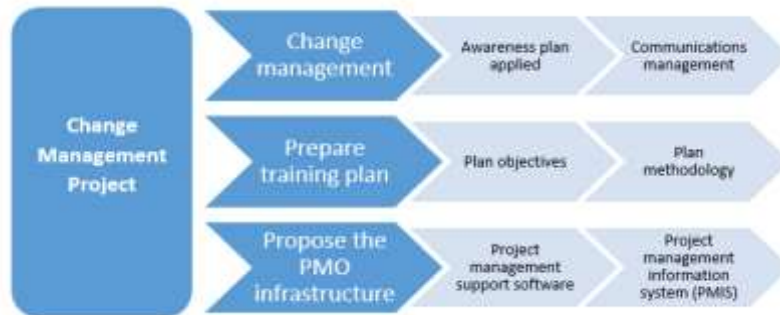 Change
Management
Project
Change
management
Awareness plan
applied
Communications
management
Prepare
training plan
Plan objectives
Plan
methodology
Propose the
PMO
infrastructure
Project
management
support software
Project
management
information
system (PMIS)